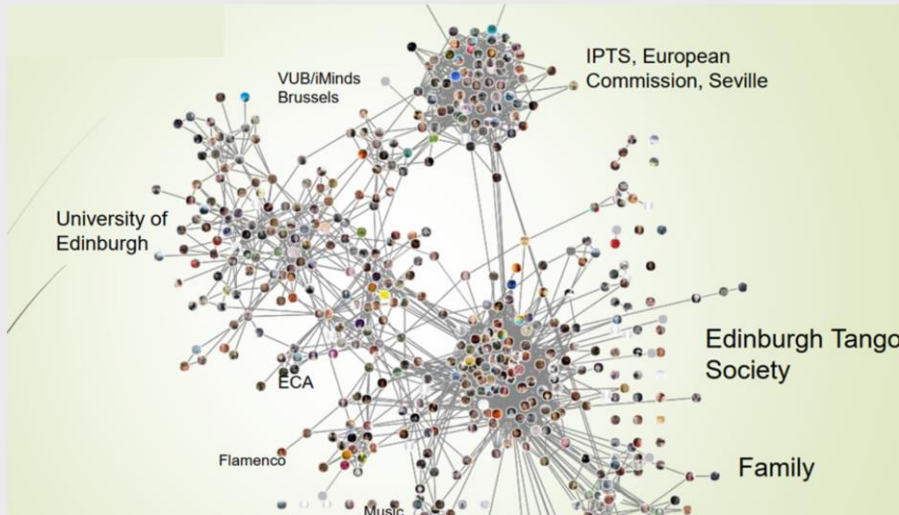 IPTS, European
Commission, Seville
VUB/iMinds
Brussels
University of
Edinburgh
Edinburgh Tango
Society
ECA
Flamenco
Family
Music